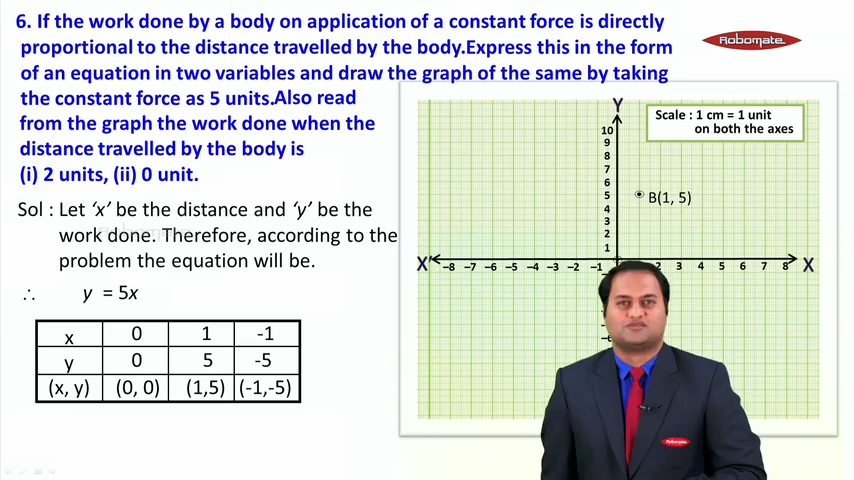 6. If the work done by a body on application of a constant force is directly
proportional to the distance travelled by the body.Express this in the form
of an equation in two variables and draw the graph of the same by taking
the constant force as 5 units.Also read
from the graph the work done when the
distance travelled by the body is
(i) 2 units, (ii) 0 unit.
Sol : Let ‘x’ be the distance and ‘y’ be the
work done. Therefore, according to the
problem the equation will be.
∴ y = 5x
x 0 1 -1
y 0 5 -5
(x, y) (0, 0) (1,5) (-1,-5)
Robomate
Scale : 1 cm = 1 unit
on both the axes
Y
10
9
8
7
6
5
4
3
2
1
B(1, 5)
X' –8 –7 –6 –5 –4 –3 –2 –1 2 3 4 5 6 7 8 X
Robomate